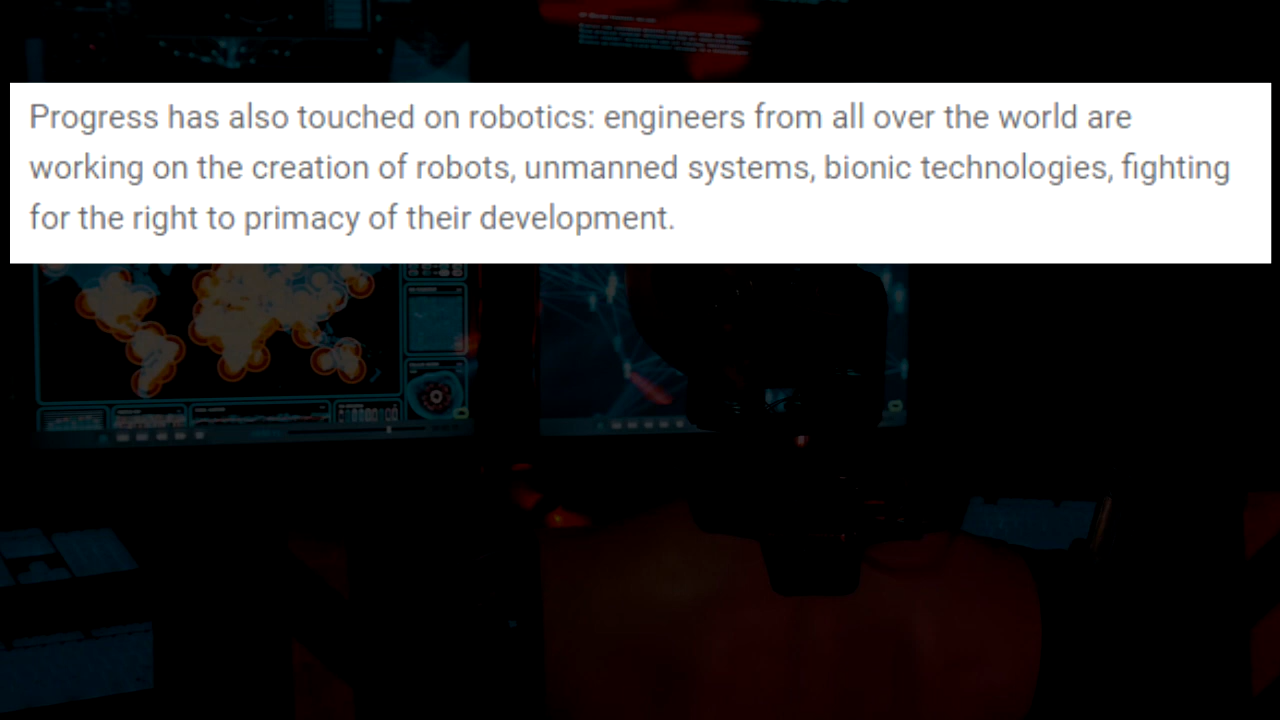 Progress has also touched on robotics: engineers from all over the world are
working on the creation of robots, unmanned systems, bionic technologies, fighting
for the right to primacy of their development.